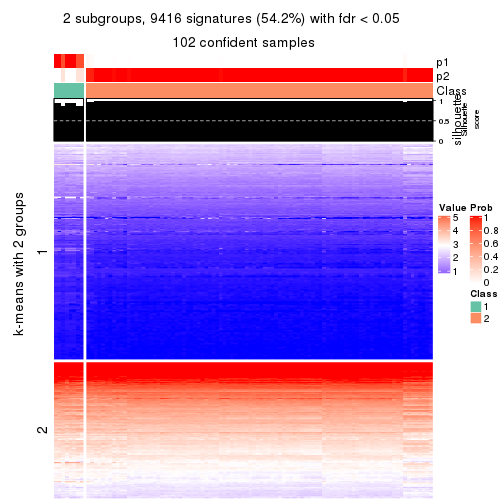 2 subgroups, 9416 signatures (54.2%) with fdr < 0.05
102 confident samples
p1
p2
Class
1
0.5
0
silhouette
Silhouette
score
k-means with 2 groups
1
2
Value
5
4
3
2
1
Prob
1
0.8
0.6
0.4
0.2
0
Class
1
2